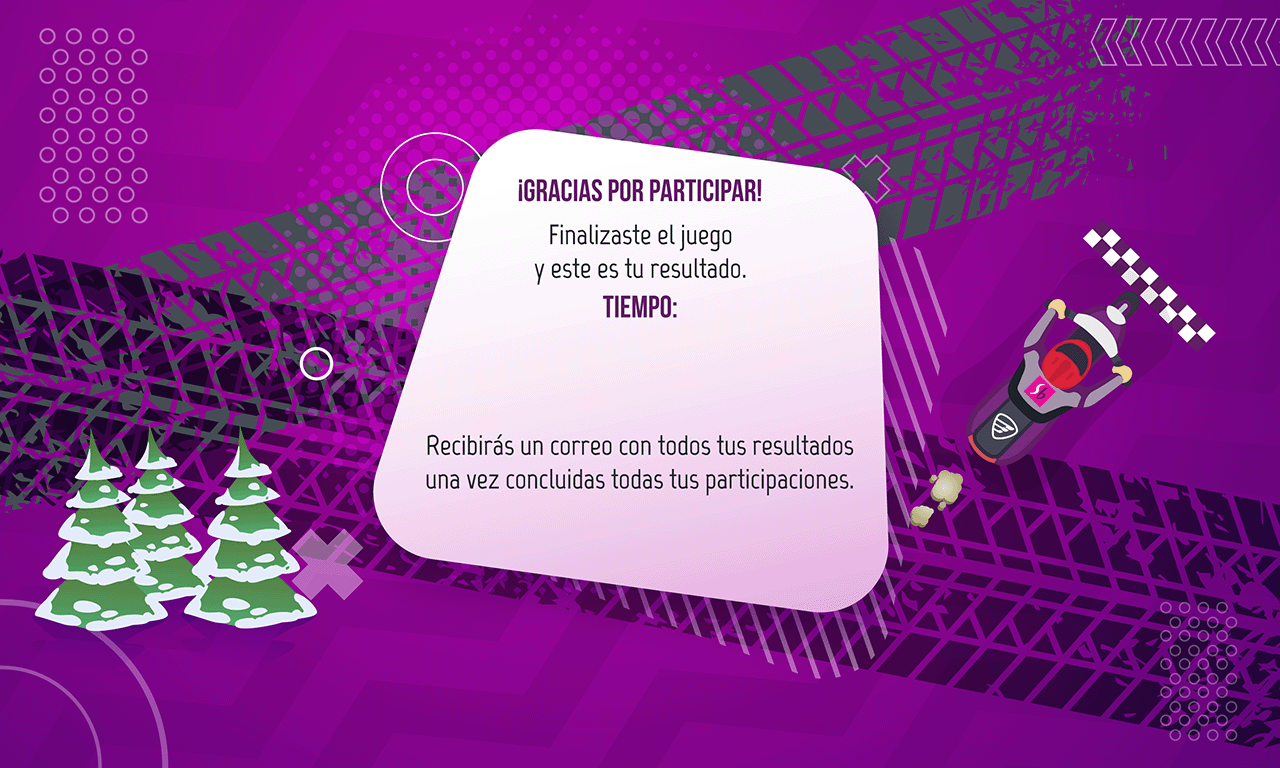 ¡GRACIAS POR PARTICIPAR!
Finalizaste el juego
y este es tu resultado.
TIEMPO:
Recibirás un correo con todos tus resultados
una vez concluidas todas tus participaciones.
Sb